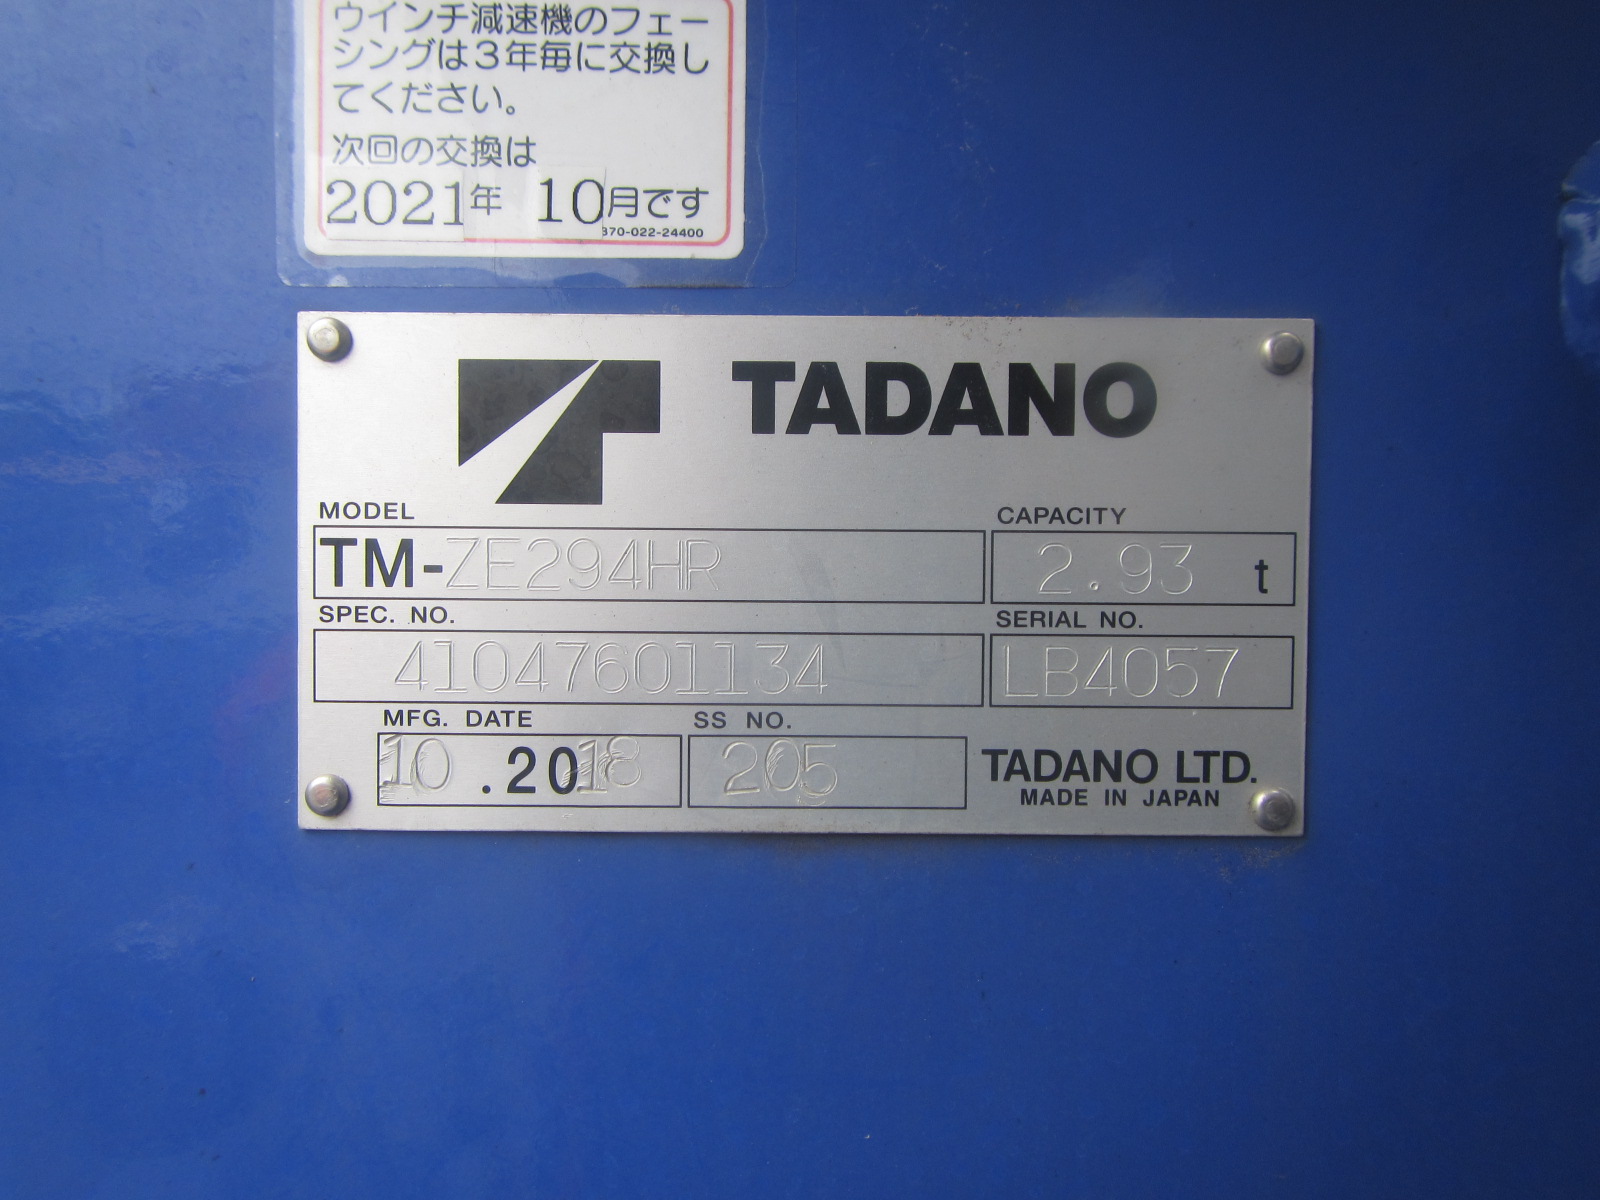 ウインチ減速機のフェー
シングは3年毎に交換し
てください。
次回の交換は
2021年 10月です
370-022-24400
TADANO
MODEL CAPACITY
TM-ZE294HR 2.93 t
SPEC. NO. SERIAL NO.
41047601134 LB4057
MFG. DATE SS NO.
10 .2018 205 TADANO LTD.
MADE IN JAPAN